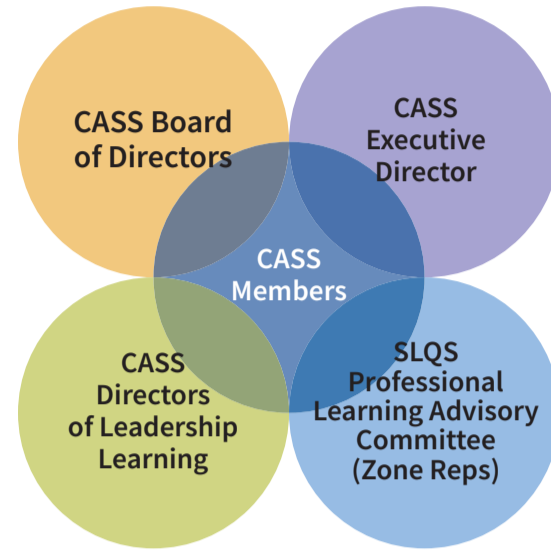 CASS Board
of Directors
CASS
Executive
Director
CASS
Members
CASS
Directors
of Leadership
Learning
SLQS
Professional
Learning Advisory
Committee
(Zone Reps)